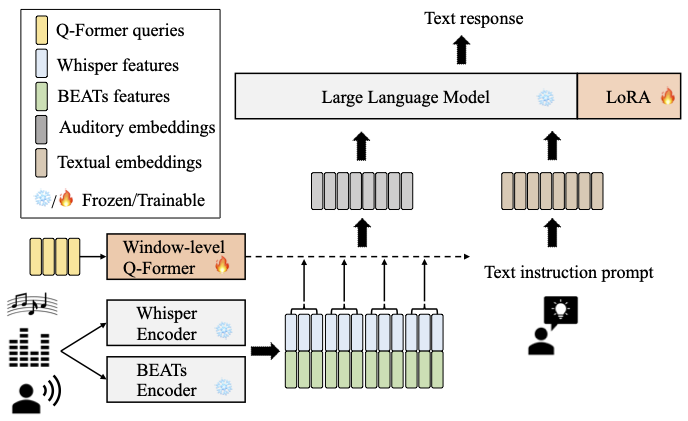 Text response
Q-Former queries
Whisper features
BEATs features
Auditory embeddings
Textual embeddings
/ Frozen/Trainable
Large Language Model
LoRA
Window-level
Q-Former
Text instruction prompt
Whisper
Encoder
BEATs
Encoder